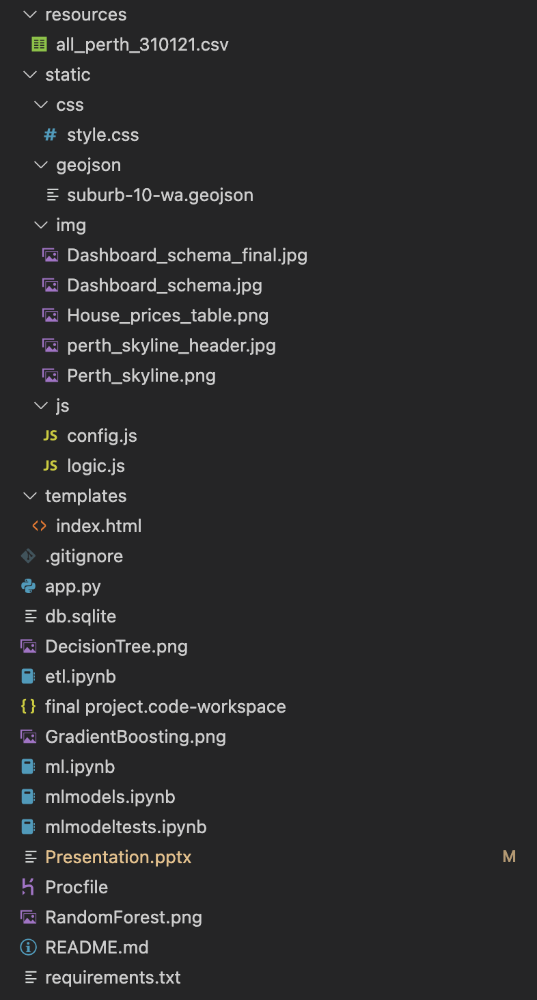 resources
all_perth_310121.csv
static
css
# style.css
geojson
suburb-10-wa.geojson
img
Dashboard_schema_final.jpg
Dashboard_schema.jpg
House_prices_table.png
perth_skyline_header.jpg
Perth_skyline.png
js
JS config.js
JS logic.js
templates
<> index.html
.gitignore
app.py
db.sqlite
DecisionTree.png
etl.ipynb
{} final project.code-workspace
GradientBoosting.png
ml.ipynb
mlmodels.ipynb
mlmodeltests.ipynb
Presentation.pptx M
Procfile
RandomForest.png
README.md
requirements.txt